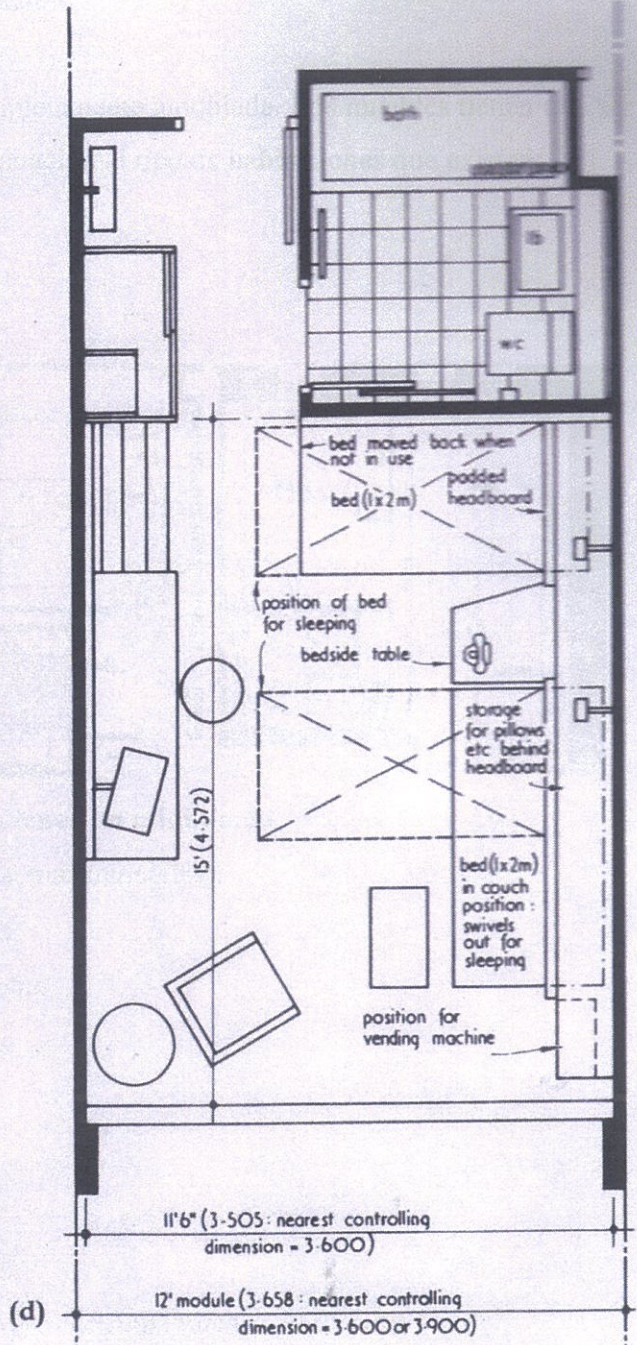 bath
lb
wc
bed moved back when
not in use
bed (1x2m)
padded
headboard
position of bed
for sleeping
bedside table
storage
for pillows
etc behind
headboard
15' (4·572)
bed (1x2m)
in couch
position :
swivels
out for
sleeping
position for
vending machine
11'6" (3·505 : nearest controlling
dimension = 3·600)
(d)
12' module (3·658 : nearest controlling
dimension = 3·600 or 3·900)